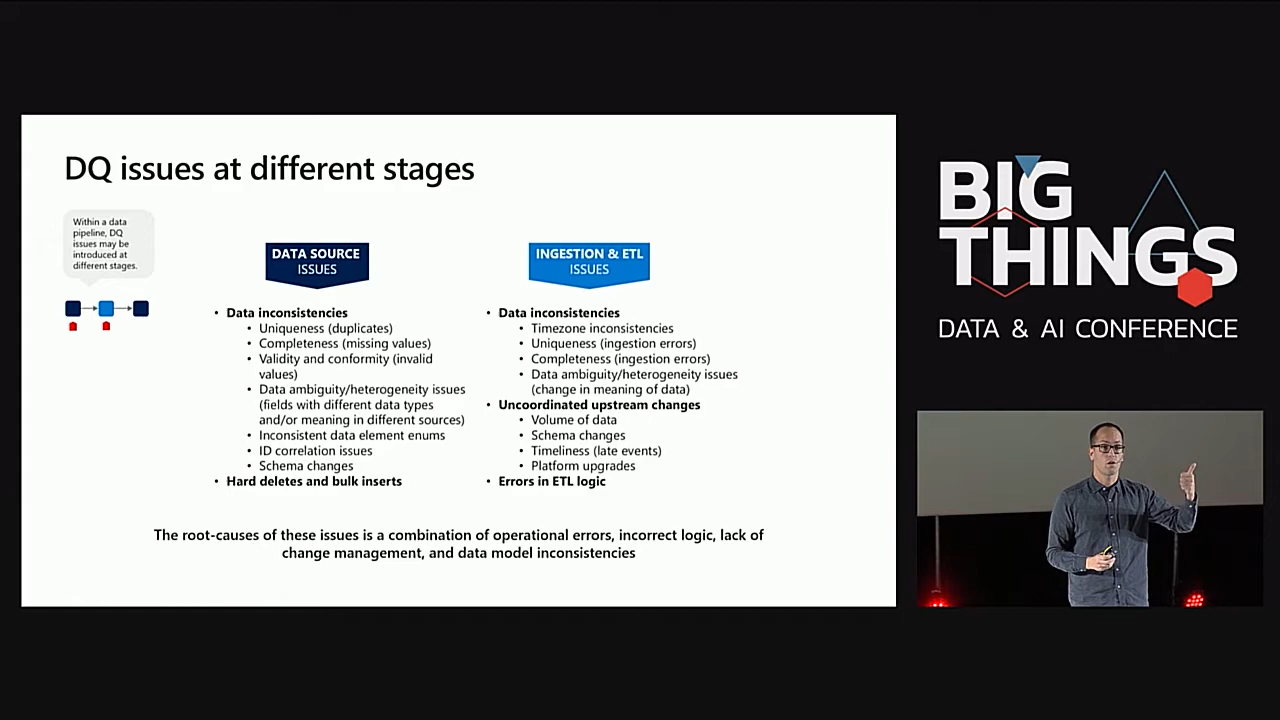 DQ issues at different stages
Within a data
pipeline, DQ
issues may be
introduced at
different stages.
DATA SOURCE
ISSUES
• Data inconsistencies
• Uniqueness (duplicates)
• Completeness (missing values)
• Validity and conformity (invalid
values)
• Data ambiguity/heterogeneity issues
(fields with different data types
and/or meaning in different sources)
• Inconsistent data element enums
• ID correlation issues
• Schema changes
• Hard deletes and bulk inserts
INGESTION & ETL
ISSUES
• Data inconsistencies
• Timezone inconsistencies
• Uniqueness (ingestion errors)
• Completeness (ingestion errors)
• Data ambiguity/heterogeneity issues
(change in meaning of data)
• Uncoordinated upstream changes
• Volume of data
• Schema changes
• Timeliness (late events)
• Platform upgrades
• Errors in ETL logic
The root-causes of these issues is a combination of operational errors, incorrect logic, lack of
change management, and data model inconsistencies
BIG
THINGS
DATA & AI CONFERENCE